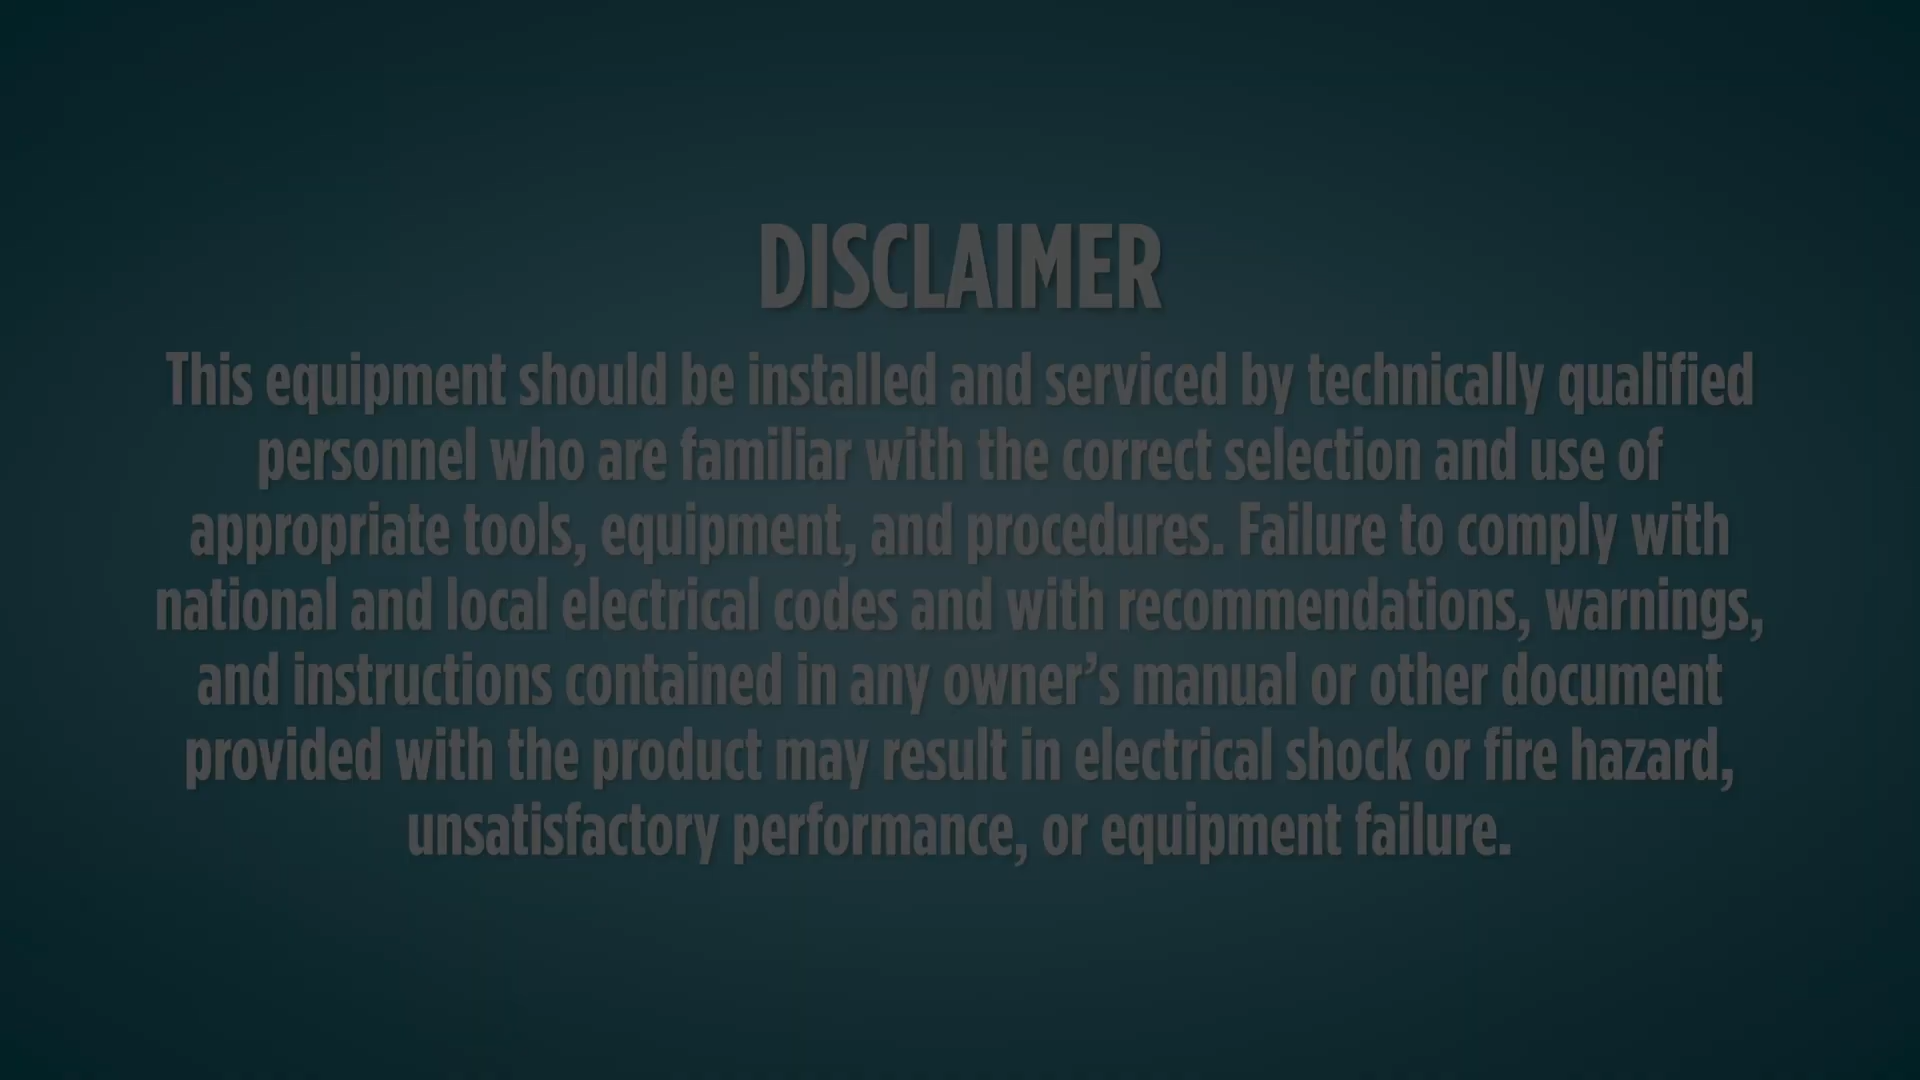 DISCLAIMER
This equipment should be installed and serviced by technically qualified
personnel who are familiar with the correct selection and use of
appropriate tools, equipment, and procedures. Failure to comply with
national and local electrical codes and with recommendations, warnings,
and instructions contained in any owner’s manual or other document
provided with the product may result in electrical shock or fire hazard,
unsatisfactory performance, or equipment failure.